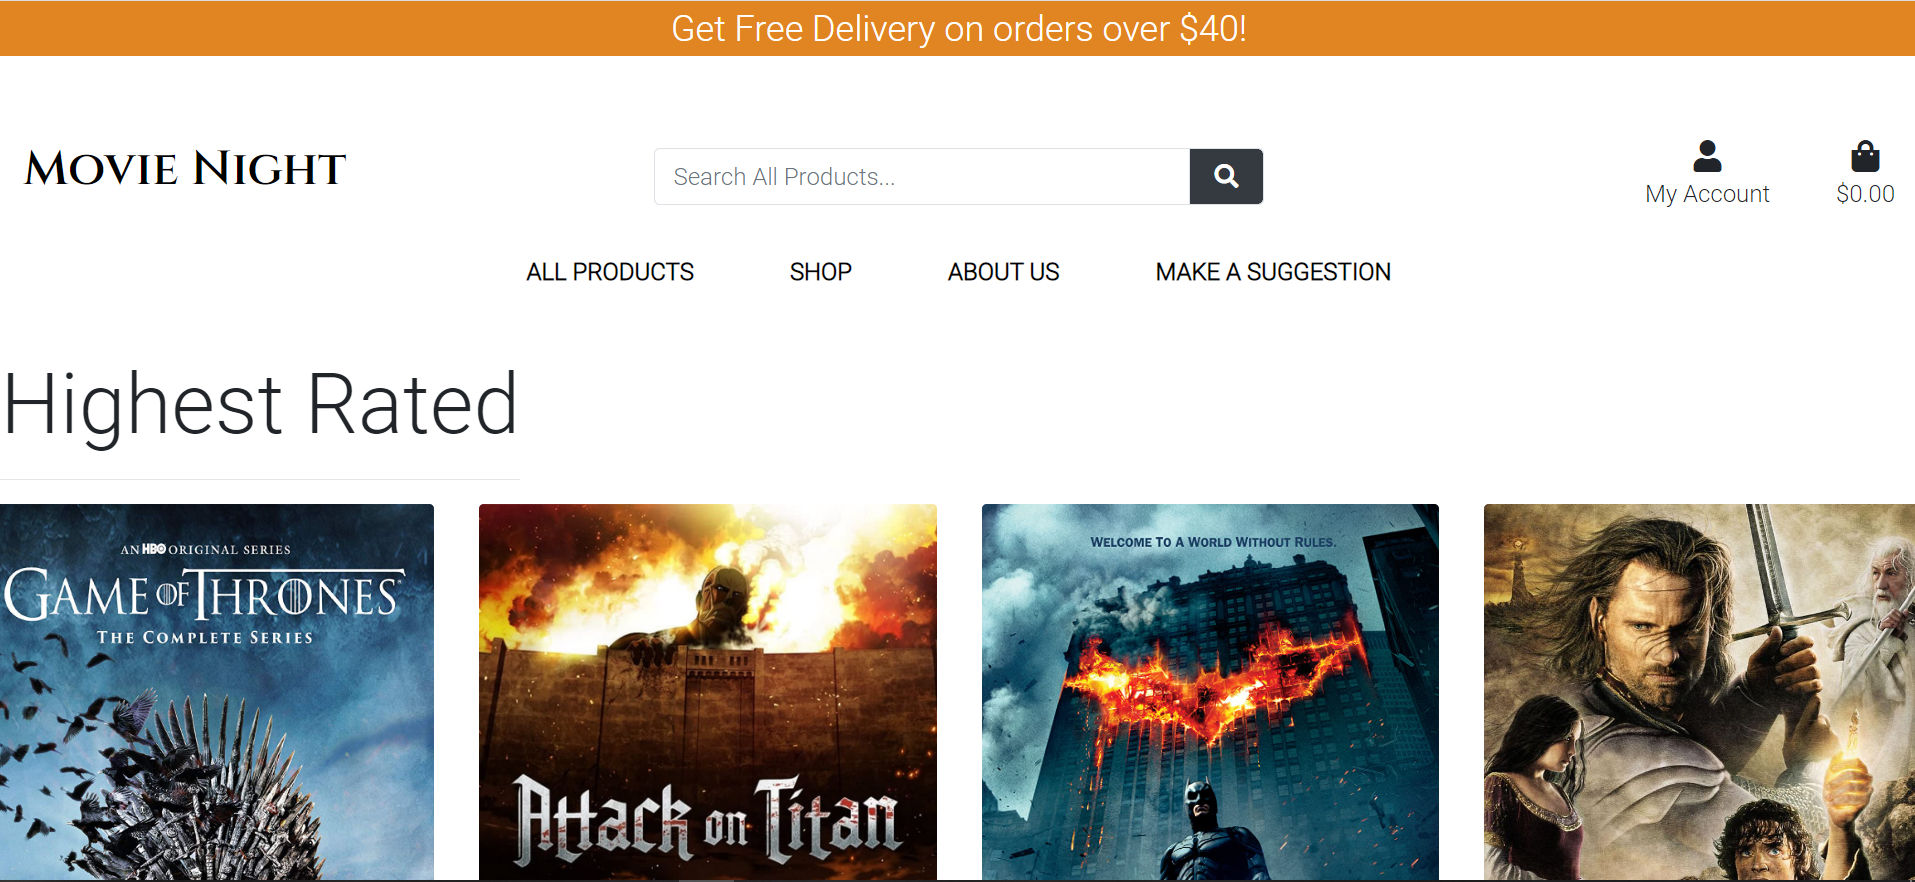 Get Free Delivery on orders over $40!
MOVIE NIGHT
Search All Products...
My Account
$0.00
ALL PRODUCTS
SHOP
ABOUT US
MAKE A SUGGESTION
Highest Rated
AN HBO ORIGINAL SERIES
GAME OF THRONES
THE COMPLETE SERIES
Attack on Titan
WELCOME TO A WORLD WITHOUT RULES.